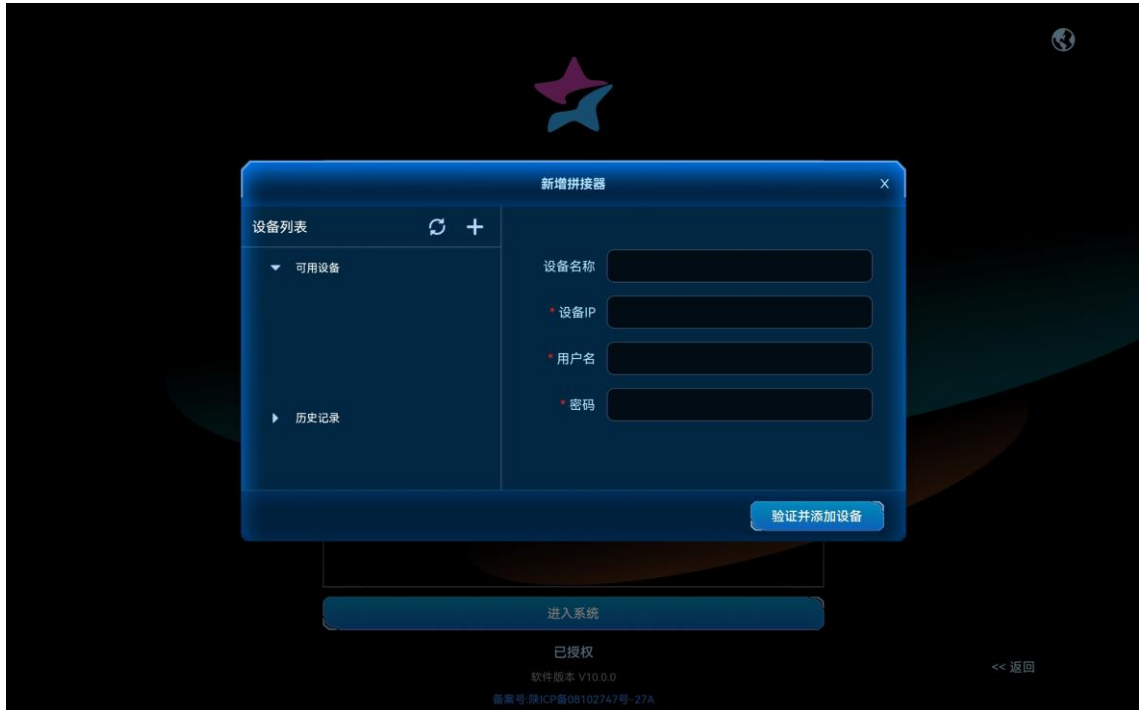 新增拼接器
X
设备列表
可用设备
历史记录
设备名称
* 设备IP
* 用户名
* 密码
验证并添加设备
进入系统
已授权
软件版本 V10.0.0
<< 返回
备案号:陕ICP备08102747号-27A